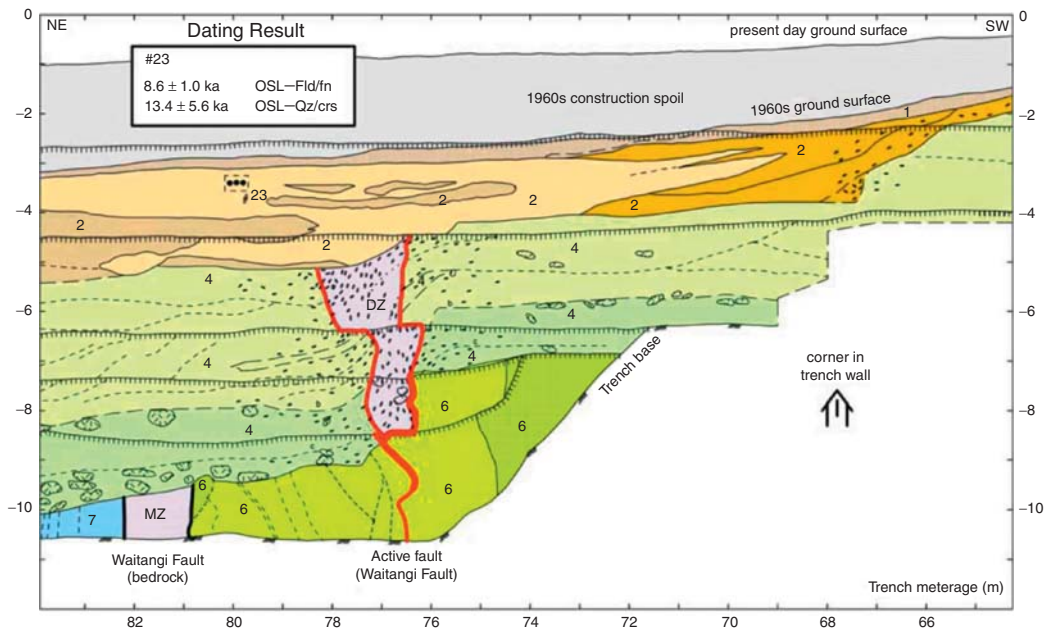 0
NE
Dating Result
present day ground surface
SW
0
#23
8.6 ± 1.0 ka OSL–Fld/fn
13.4 ± 5.6 ka OSL–Qz/crs
1960s construction spoil
1960s ground surface
1
−2
−2
2
23
2
2
2
−4
−4
2
2
4
4
4
DZ
4
−6
−6
4
4
Trench base
corner in
trench wall
6
−8
−8
4
6
6
6
6
−10
−10
7
MZ
Waitangi Fault
(bedrock)
Active fault
(Waitangi Fault)
Trench meterage (m)
82
80
78
76
74
72
70
68
66